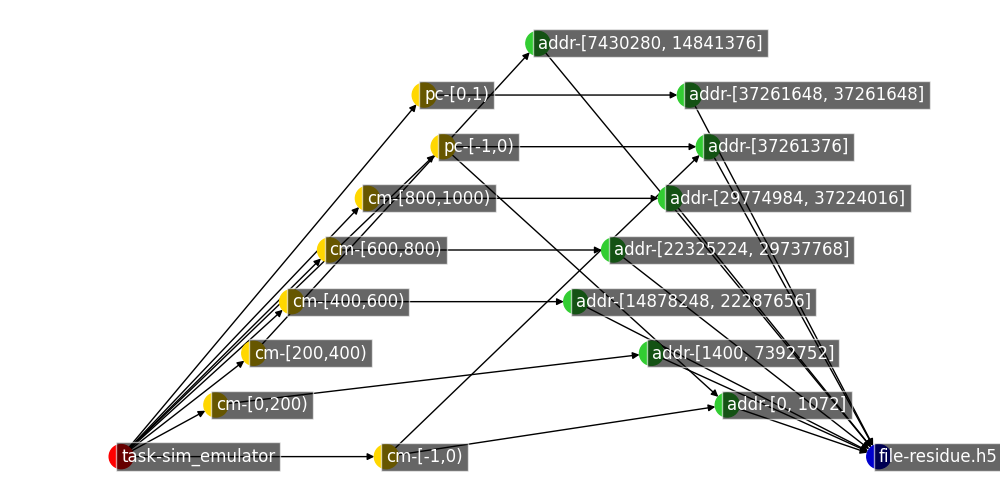 addr-[7430280, 14841376]
pc-[0,1)
addr-[37261648, 37261648]
pc-[-1,0)
addr-[37261376]
cm-[800,1000)
addr-[29774984, 37224016]
cm-[600,800)
addr-[22325224, 29737768]
cm-[400,600)
addr-[14878248, 22287656]
cm-[200,400)
addr-[1400, 7392752]
cm-[0,200)
addr-[0, 1072]
task-sim_emulator
cm-[-1,0)
file-residue.h5